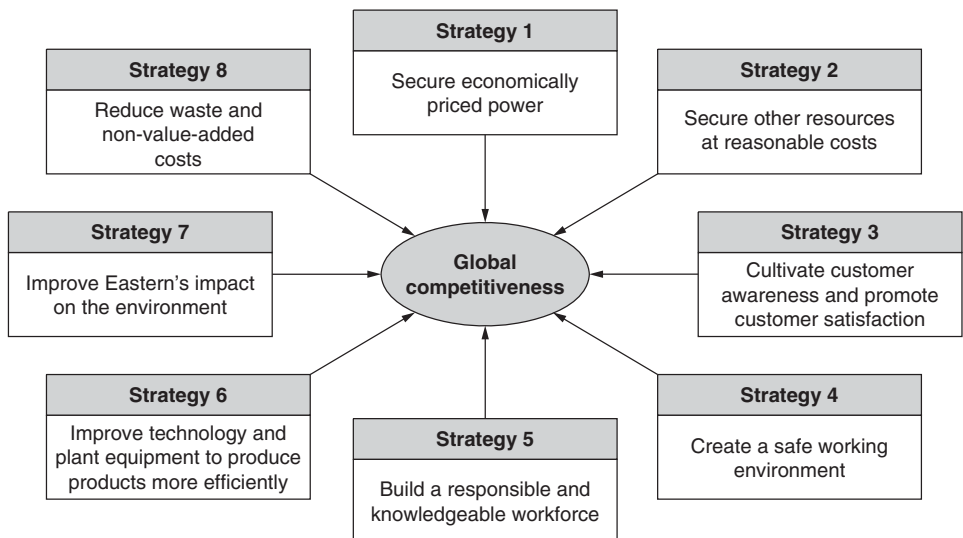 Strategy 1
Secure economically
priced power
Strategy 2
Secure other resources
at reasonable costs
Strategy 3
Cultivate customer
awareness and promote
customer satisfaction
Strategy 4
Create a safe working
environment
Strategy 5
Build a responsible and
knowledgeable workforce
Strategy 6
Improve technology and
plant equipment to produce
products more efficiently
Strategy 7
Improve Eastern's impact
on the environment
Strategy 8
Reduce waste and
non-value-added
costs
Global
competitiveness